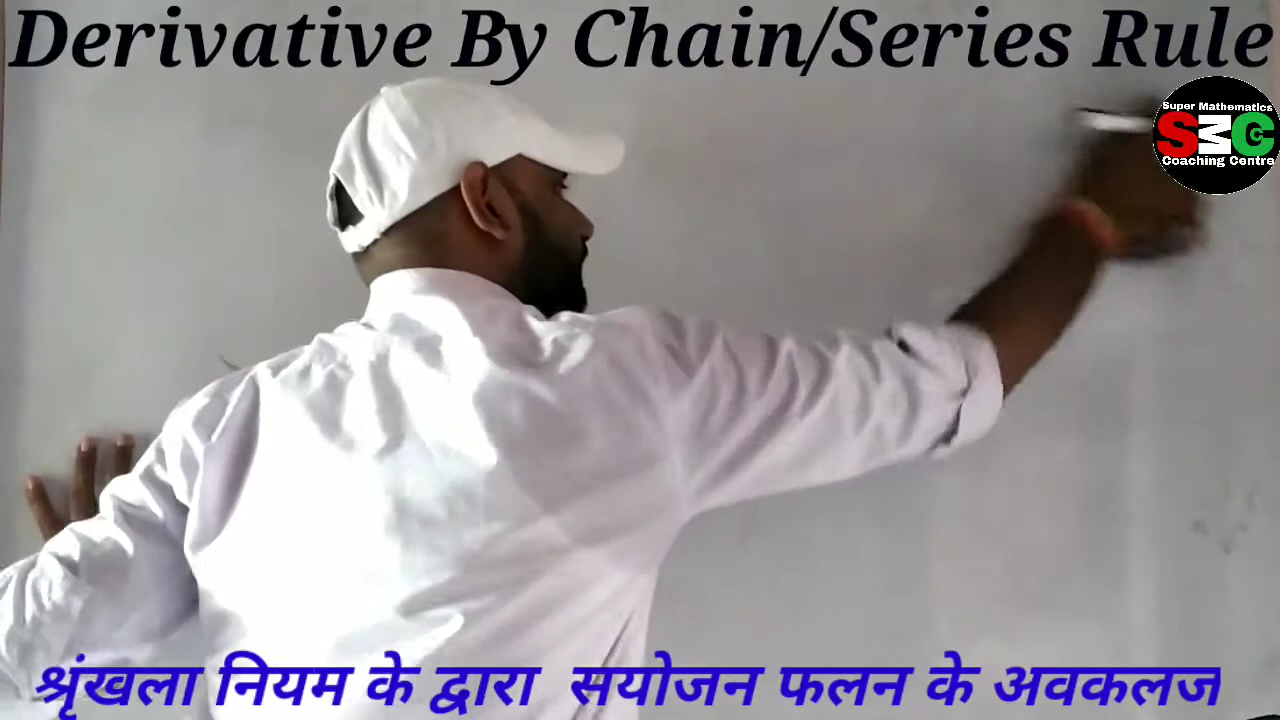 Derivative By Chain/Series Rule
Super Mathematics
SMC
Coaching Centre
श्रृंखला नियम के द्वारा सयोजन फलन के अवकलज